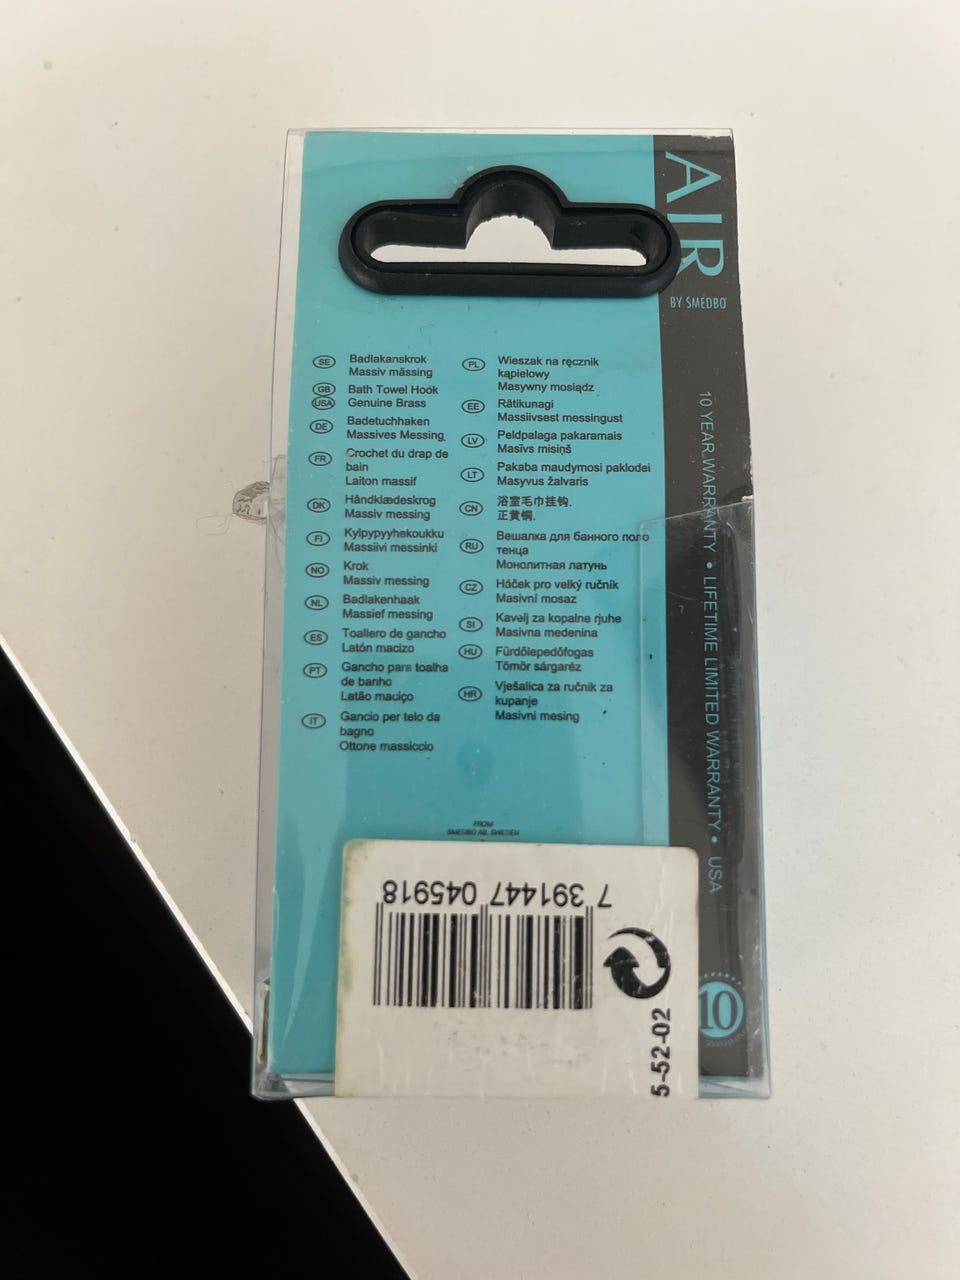 AIR
BY SMEDBO
10 YEAR WARRANTY • LIFETIME LIMITED WARRANTY • USA
SE Badlakanskrok
Massiv mässing
GB Bath Towel Hook
USA Genuine Brass
DE Badetuchhaken
Massives Messing
FR Crochet du drap de
bain
Laiton massif
DK Håndklædeskrog
Massiv messing
FI Kylpypyyhekoukku
Massiivi messinki
NO Krok
Massiv messing
NL Badlakenhaak
Massief messing
ES Toallero de gancho
Latón macizo
PT Gancho para toalha
de banho
Latão maciço
IT Gancio per telo da
bagno
Ottone massiccio
PL Wieszak na ręcznik
kąpielowy
Masywny mosiądz
EE Rätikunagi
Massiivsest messingust
LV Peldpalaga pakaramais
Masīvs misiņš
LT Pakaba maudymosi paklodei
Masyvus žalvaris
CN 浴室毛巾挂钩.
正黄铜.
RU Вешалка для банного поло
тенца
Монолитная латунь
CZ Háček pro velký ručník
Masivní mosaz
SI Kavelj za kopalne rjuhe
Masivna medenina
HU Fürdőlepedőfogas
Tömör sárgaréz
HR Vješalica za ručnik za
kupanje
Masivni mesing
FROM
SMEDBO AB, SWEDEN
7 391447 045918
5-52-02
10